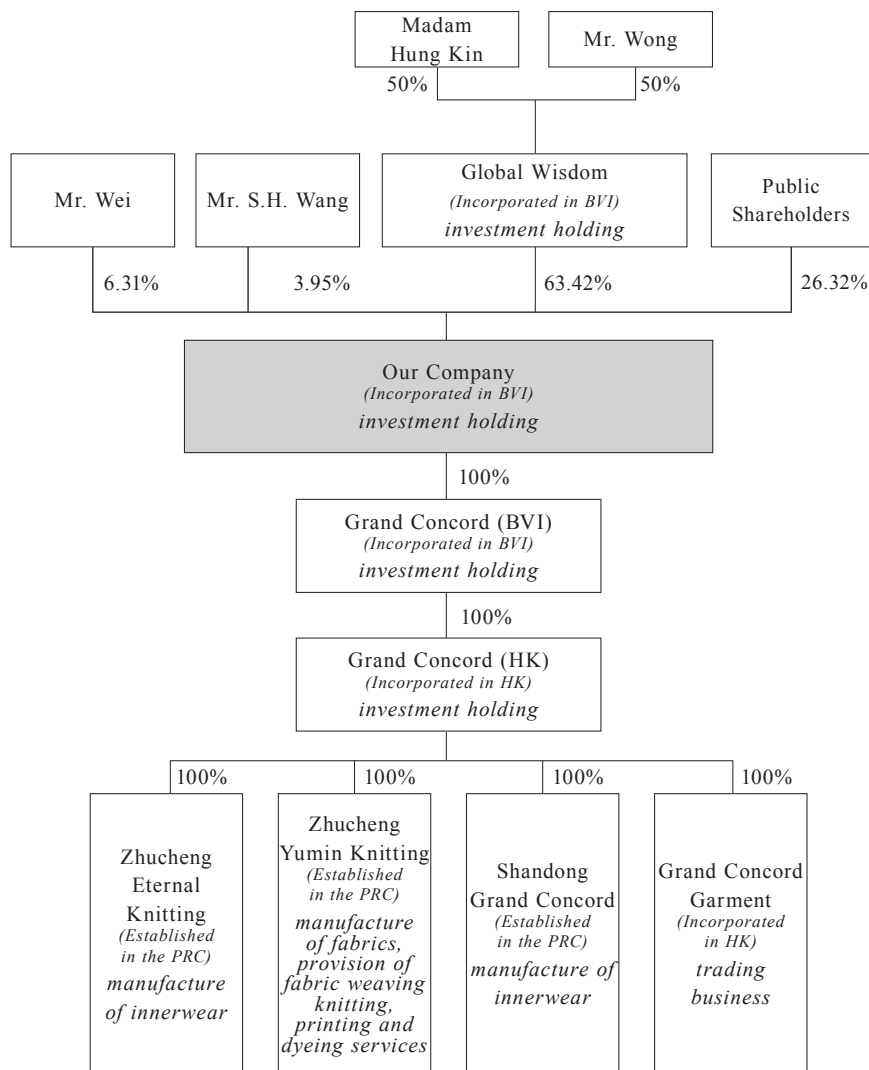 Madam
Hung Kin
Mr. Wong
50%
50%
Mr. Wei
Mr. S.H. Wang
Global Wisdom
(Incorporated in BVI)
investment holding
Public
Shareholders
6.31%
3.95%
63.42%
26.32%
Our Company
(Incorporated in BVI)
investment holding
100%
Grand Concord (BVI)
(Incorporated in BVI)
investment holding
100%
Grand Concord (HK)
(Incorporated in HK)
investment holding
100%
100%
100%
100%
Zhucheng
Eternal
Knitting
(Established
in the PRC)
manufacture
of innerwear
Zhucheng
Yumin Knitting
(Established
in the PRC)
manufacture
of fabrics,
provision of
fabric weaving
knitting,
printing and
dyeing services
Shandong
Grand Concord
(Established
in the PRC)
manufacture of
innerwear
Grand Concord
Garment
(Incorporated
in HK)
trading
business